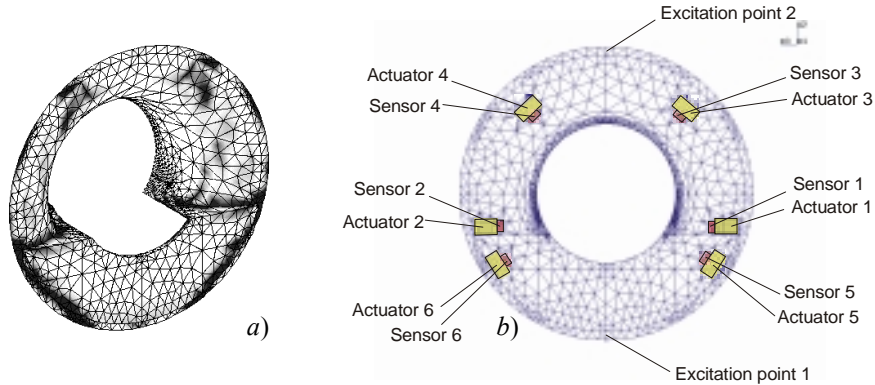 Excitation point 2
Actuator 4
Sensor 4
Sensor 3
Actuator 3
Sensor 2
Actuator 2
Sensor 1
Actuator 1
Actuator 6
Sensor 6
Sensor 5
Actuator 5
a)
b)
Excitation point 1